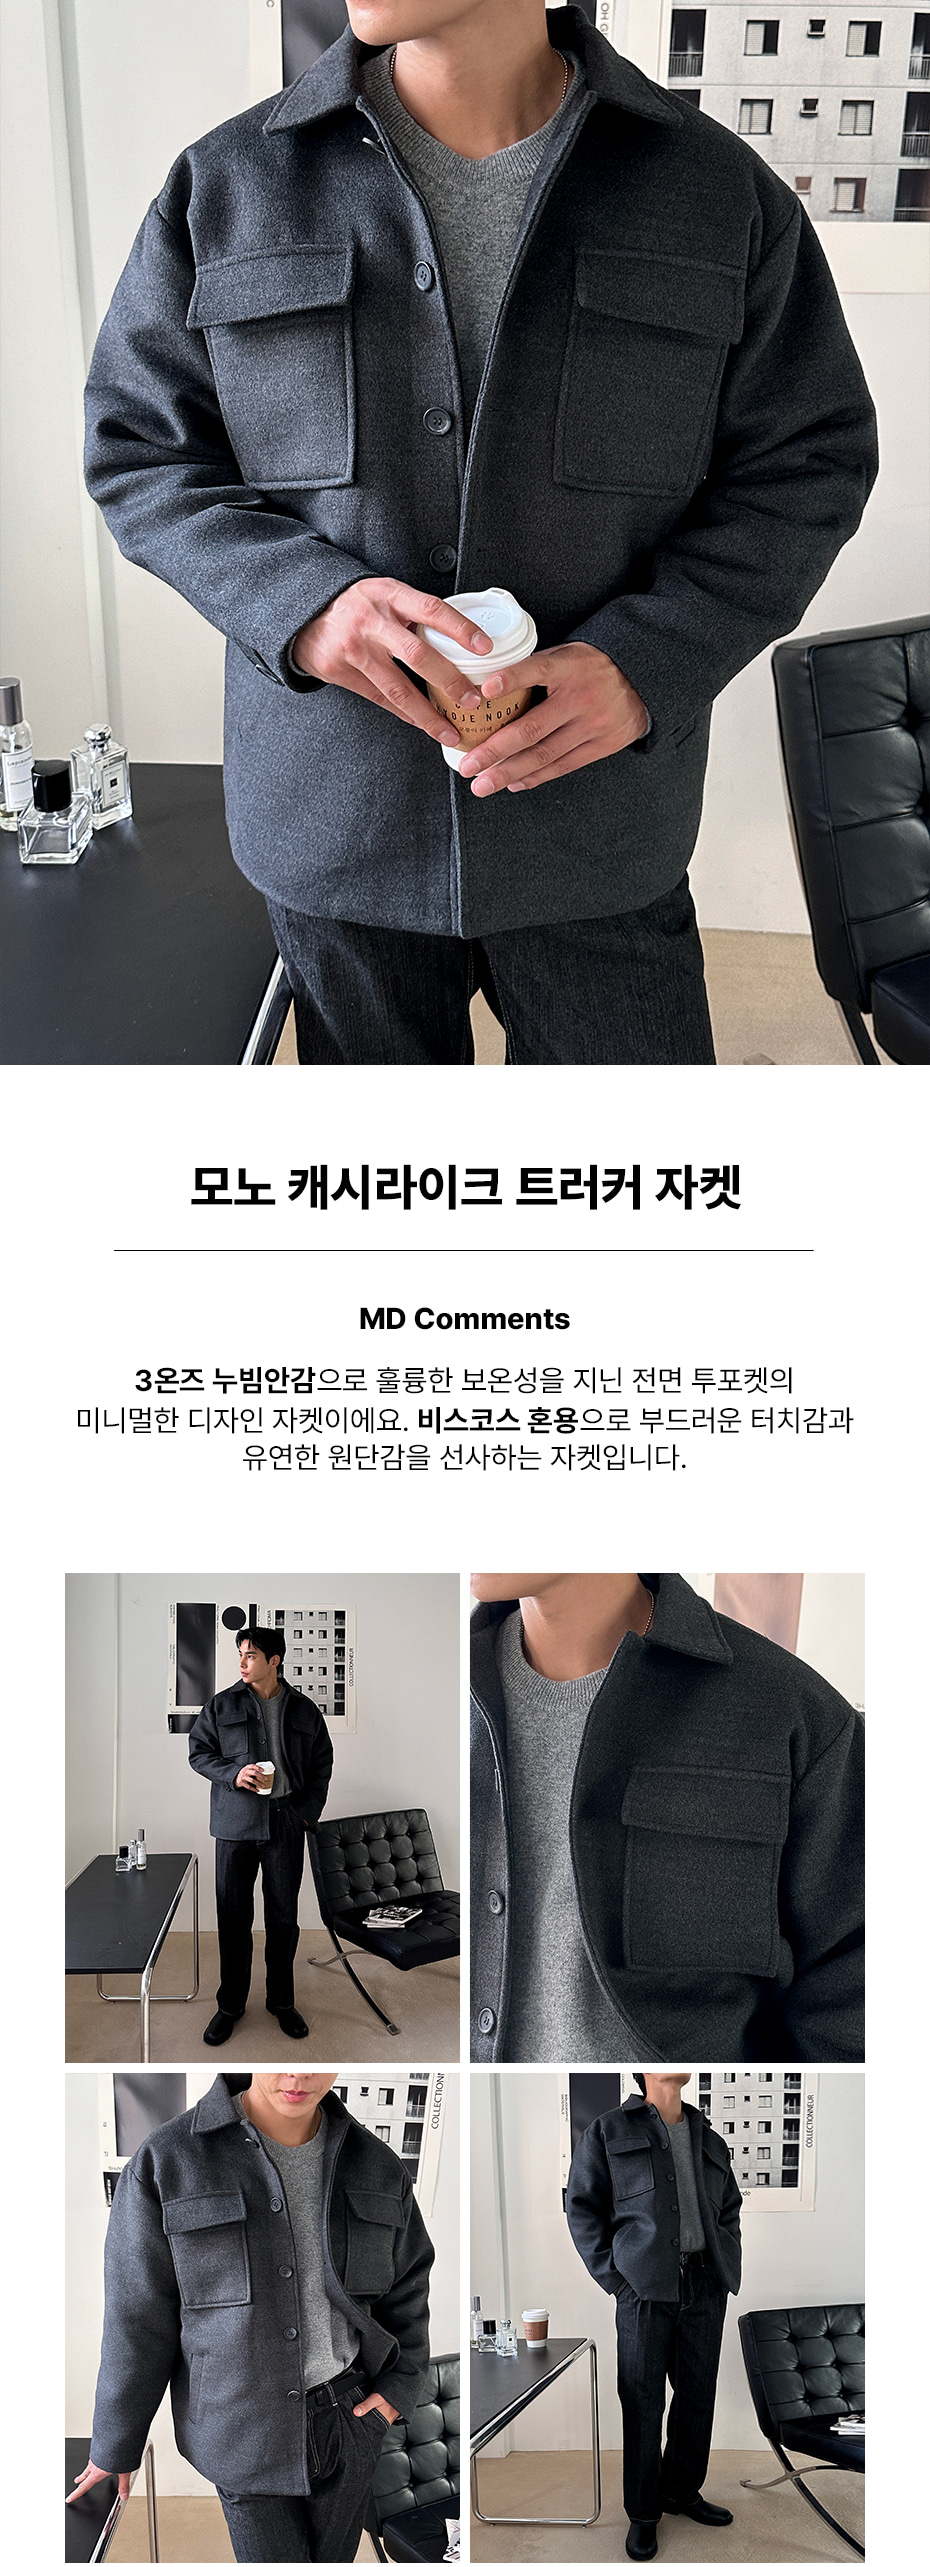 NOOK
모노 캐시라이크 트러커 자켓
MD Comments
3온즈 누빔안감으로 훌륭한 보온성을 지닌 전면 투포켓의
미니멀한 디자인 자켓이에요. 비스코스 혼용으로 부드러운 터치감과
유연한 원단감을 선사하는 자켓입니다.
COLLECTIONNEUR
COLLECTIONNEUR